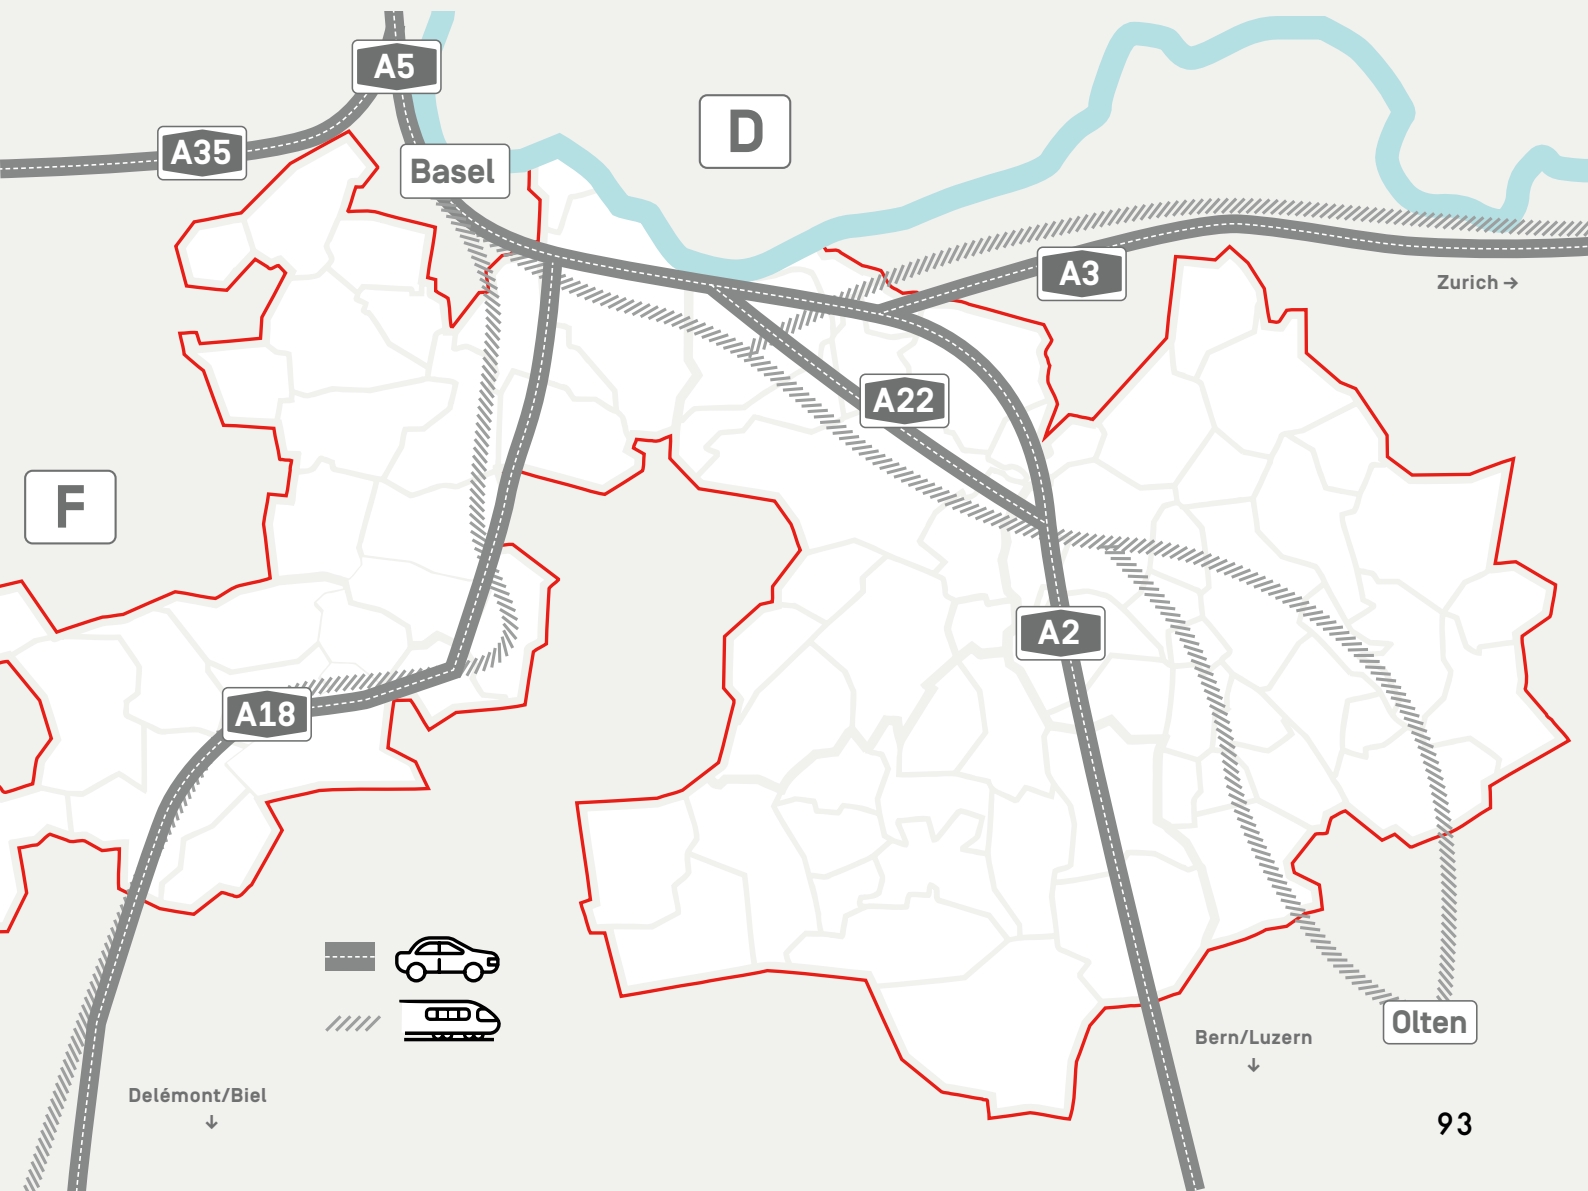 A5
D
A35
Basel
A3
Zurich →
A22
F
A2
A18
Olten
Bern/Luzern
↓
Delémont/Biel
↓
93